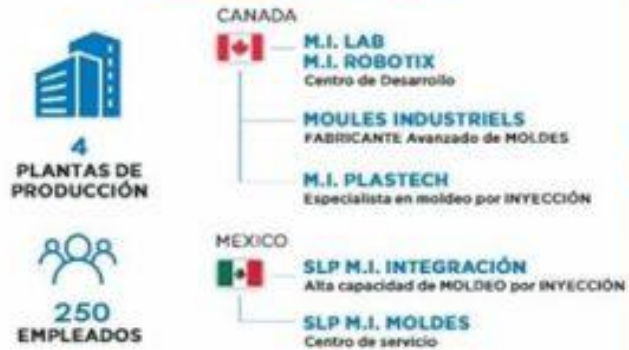 4
PLANTAS DE
PRODUCCIÓN
250
EMPLEADOS
CANADA
M.I. LAB
M.I. ROBOTIX
Centro de Desarrollo
MOULES INDUSTRIELS
FABRICANTE Avanzado de MOLDES
M.I. PLASTECH
Especialista en moldeo por INYECCIÓN
MEXICO
SLP M.I. INTEGRACIÓN
Alta capacidad de MOLDEO por INYECCIÓN
SLP M.I. MOLDES
Centro de servicio